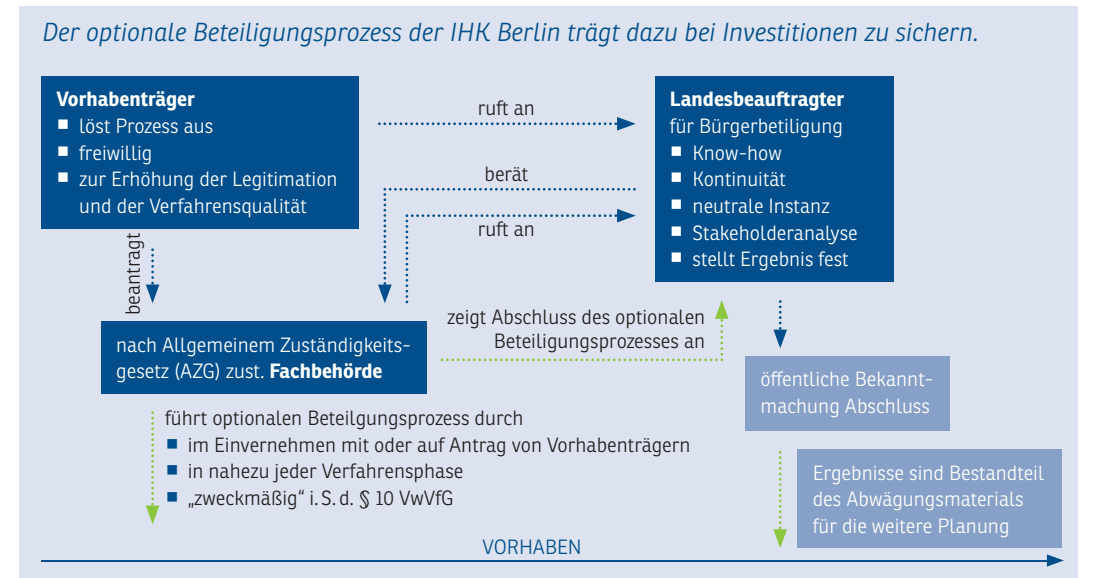 Der optionale Beteiligungsprozess der IHK Berlin trägt dazu bei Investitionen zu sichern.
Vorhabenträger
■ löst Prozess aus
■ freiwillig
■ zur Erhöhung der Legitimation
und der Verfahrensqualität
ruft an
berät
ruft an
Landesbeauftragter
für Bürgerbetiligung
■ Know-how
■ Kontinuität
■ neutrale Instanz
■ Stakeholderanalyse
■ stellt Ergebnis fest
beantragt
nach Allgemeinem Zuständigkeits-
gesetz (AZG) zust. Fachbehörde
zeigt Abschluss des optionalen
Beteiligungsprozesses an
öffentliche Bekannt-
machung Abschluss
führt optionalen Beteilgungsprozess durch
■ im Einvernehmen mit oder auf Antrag von Vorhabenträgern
■ in nahezu jeder Verfahrensphase
■ „zweckmäßig“ i. S. d. § 10 VwVfG
Ergebnisse sind Bestandteil
des Abwägungsmaterials
für die weitere Planung
VORHABEN